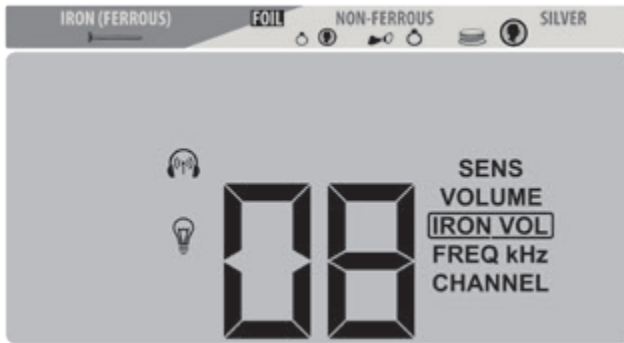 IRON (FERROUS) FOIL NON-FERROUS SILVER
SENS
VOLUME
IRON VOL
FREQ kHz
CHANNEL
08